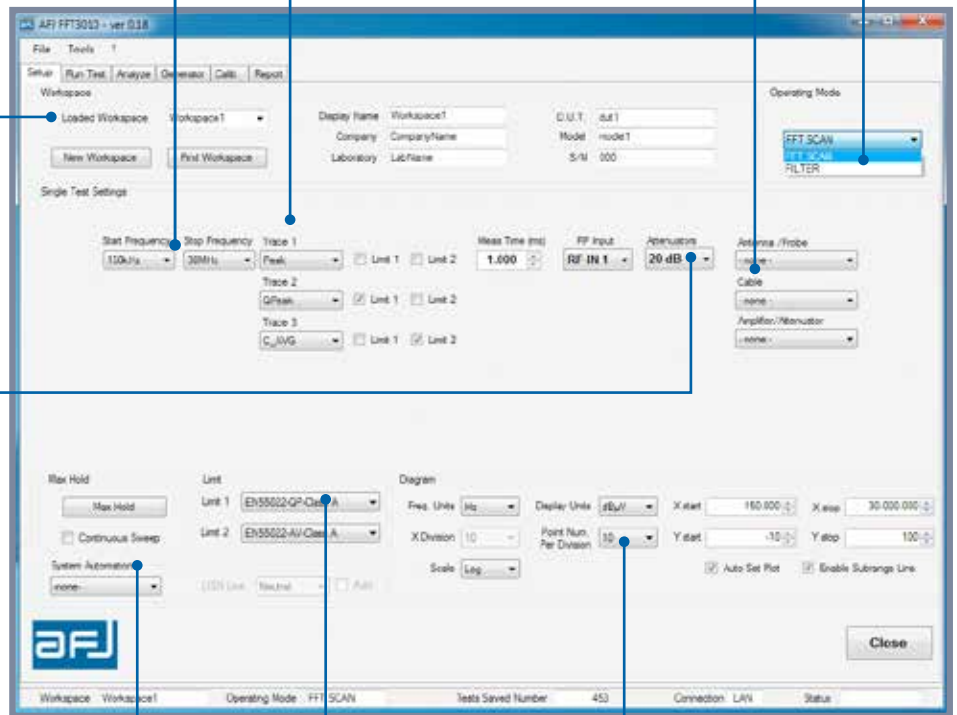 AFJ FFT3010 - ver 0.18
File Tools ?
Setup Run Test Analyze Generator Calib. Report
Workspace
Operating Mode
Loaded Workspace Workspace1
Display Name Workspace1
D.U.T. dut1
Company CompanyName
Model model1
FFT SCAN
FFT SCAN
FILTER
New Workspace Find Workspace
Laboratory LabName
S/N 000
Single Test Settings
Start Frequency Stop Frequency Trace 1 Meas Time (ms) RF Input Attenuators Antenna /Probe
150kHz 30MHz Peak Limit 1 Limit 2 1.000 RF IN 1 20 dB - none -
Trace 2 Cable
QPeak Limit 1 Limit 2 - none -
Trace 3 Amplifier/Attenuator
C_AVG Limit 1 Limit 2 - none -
Max Hold Limit Diagram
Max Hold Limit 1 EN55022-QP-Class A Freq. Units Hz Display Units dBµV X start 150.000 X stop 30.000.000
Continuous Sweep Limit 2 EN55022-AV-Class A X Division 10 Point Num. Per Division 10 Y start -10 Y stop 100
System Automation Scale Log Auto Set Plot Enable Subrange Line
-none- LISN Line Neutral Auto
afj
Close
Workspace Workspace1 Operating Mode FFT SCAN Tests Saved Number 453 Connection LAN Status